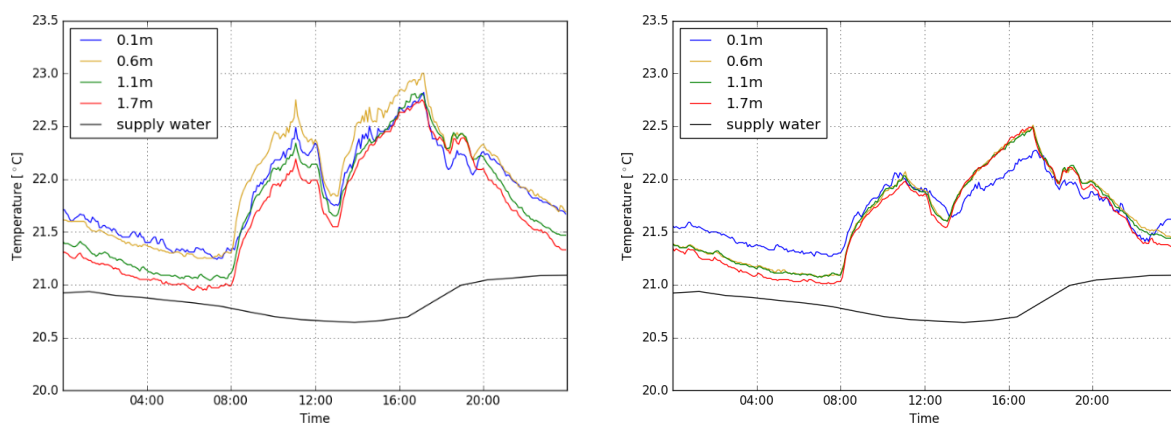 23.5
23.0
22.5
22.0
21.5
21.0
20.5
20.0
Temperature [°C]
0.1m
0.6m
1.1m
1.7m
supply water
04:00 08:00 12:00 16:00 20:00
Time
23.5
23.0
22.5
22.0
21.5
21.0
20.5
20.0
Temperature [°C]
0.1m
0.6m
1.1m
1.7m
supply water
04:00 08:00 12:00 16:00 20:00
Time